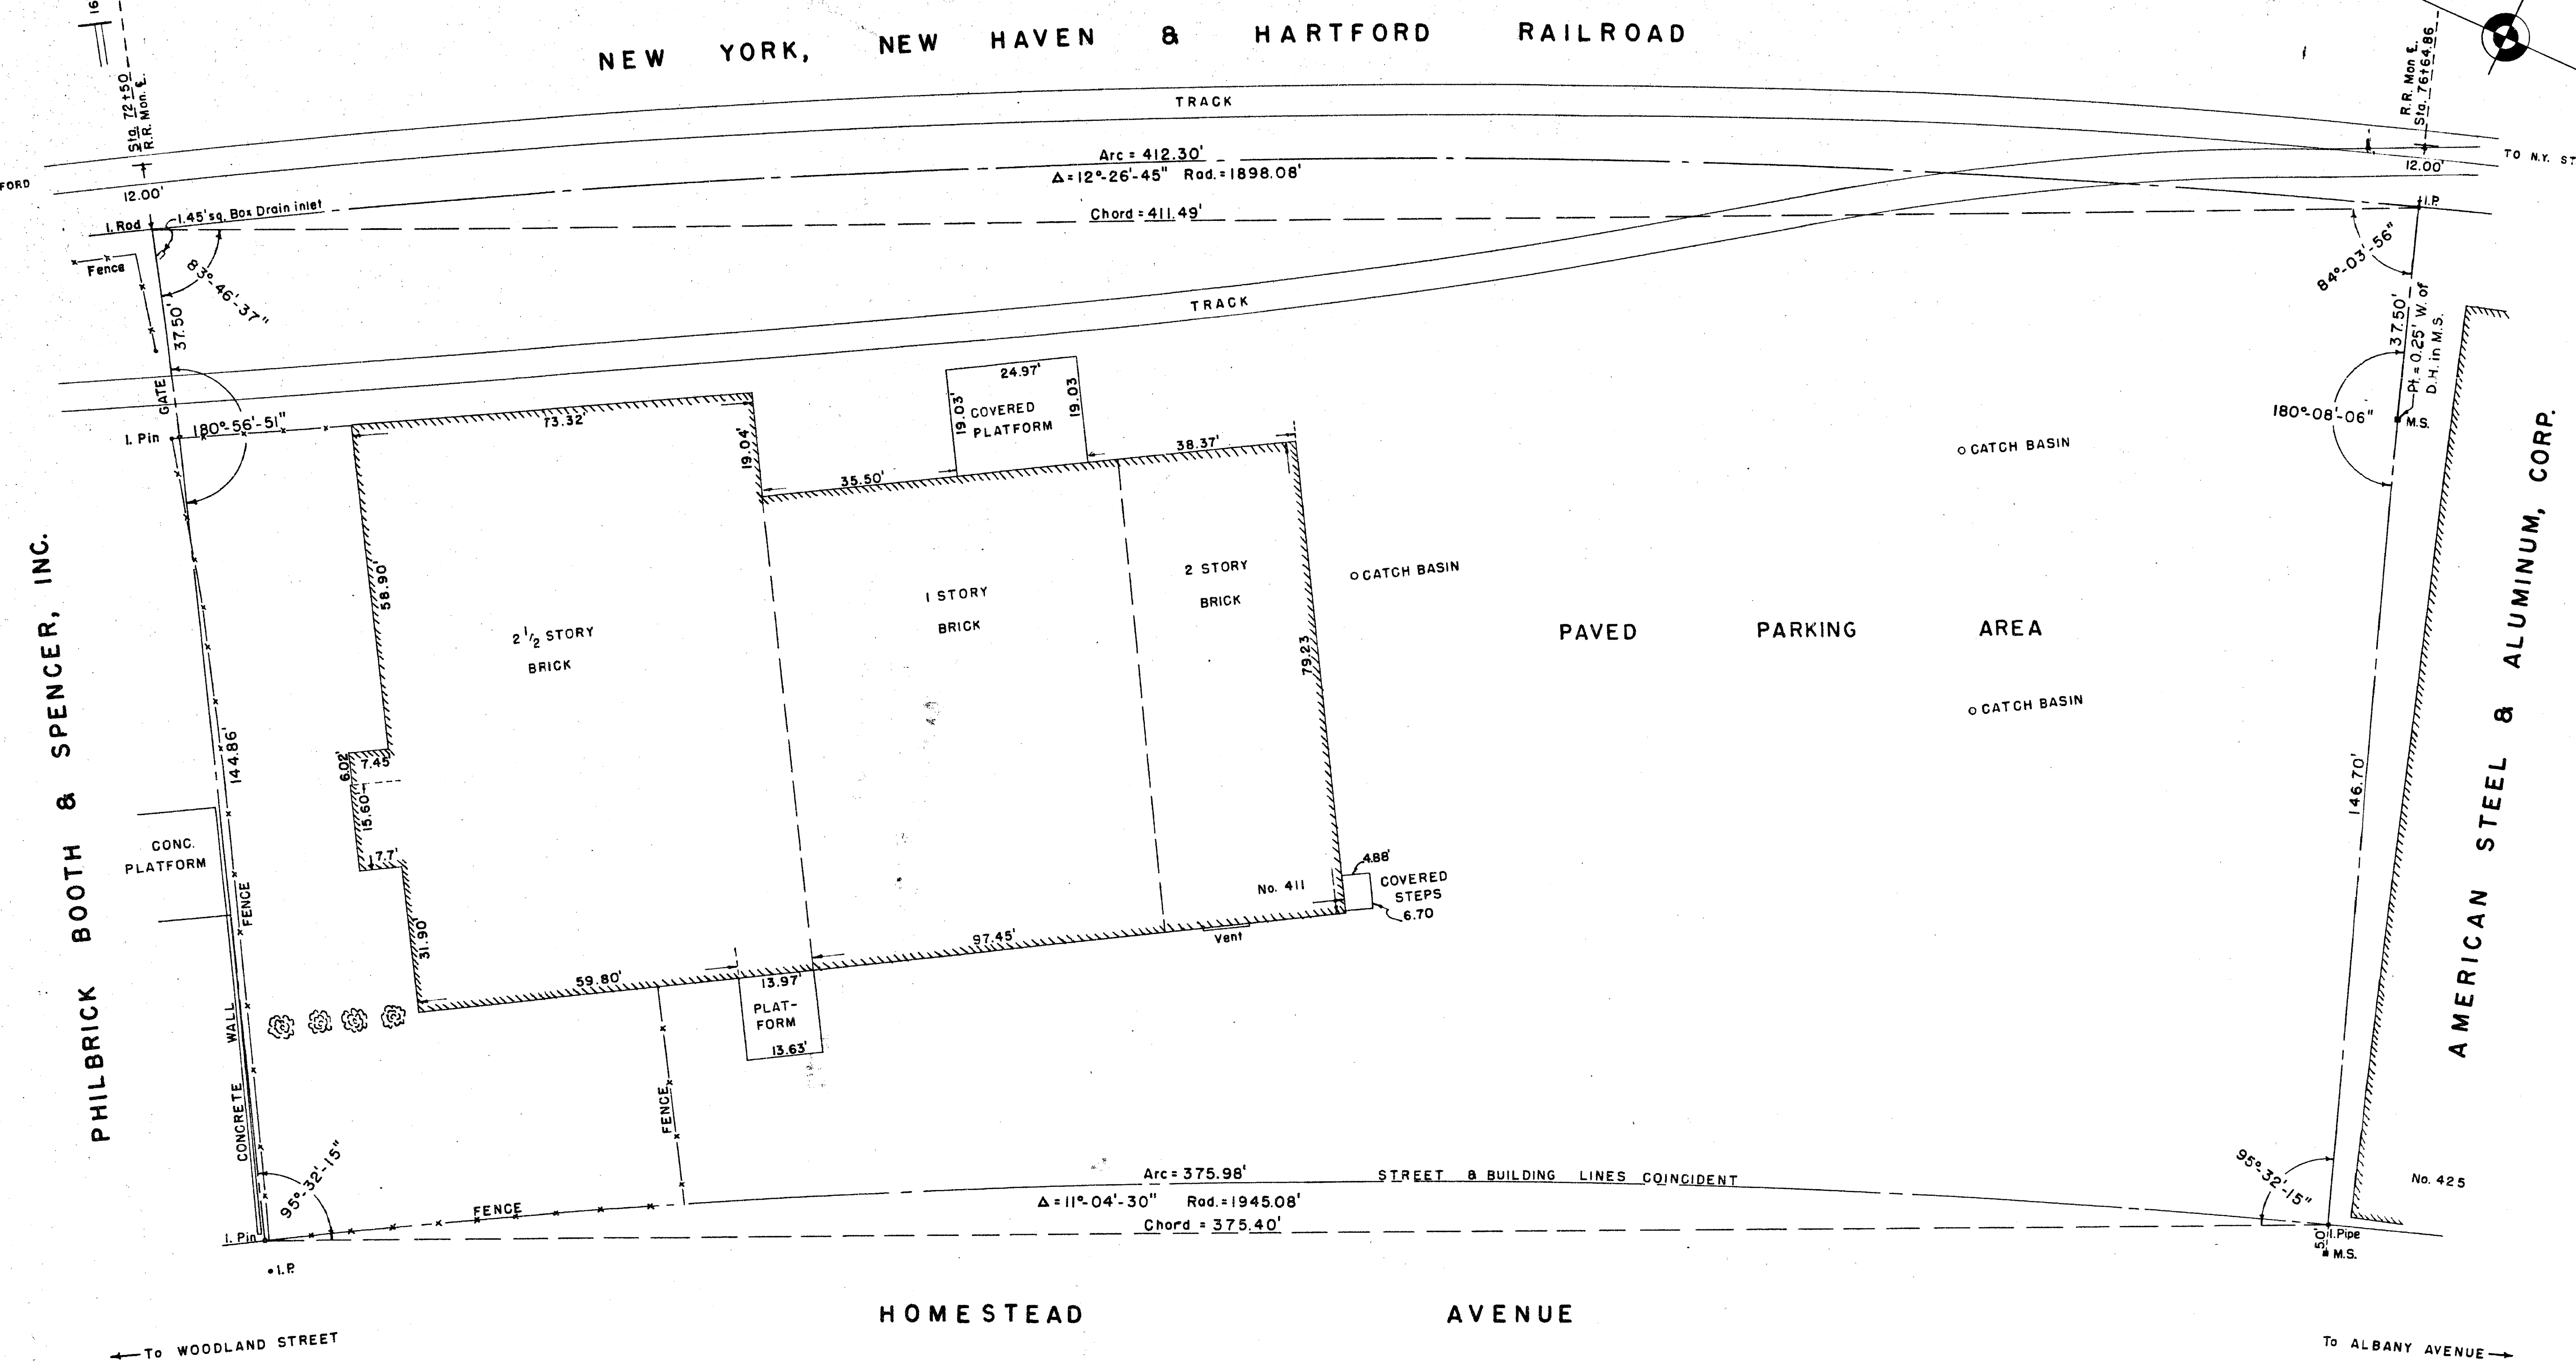 NEW YORK, NEW HAVEN & HARTFORD RAILROAD
16
Sta. 72+50
R.R. Mon. ℄.
R.R. Mon ℄.
Sta. 76+64.86
TRACK
FORD
TO N.Y. ST
12.00'
12.00'
Arc = 412.30'
Δ=12°-26'-45" Rad.=1898.08'
Chord = 411.49'
1.45' sq. Box Drain inlet
I. Rod
I.P.
Fence
83°-46'-37"
84°-03'-56"
37.50'
37.50'
Pt.= 0.25' W. of
D.H. in M.S.
TRACK
GATE
I. Pin
180°-56'-51"
180°-08'-06"
M.S.
73.32'
19.04'
24.97'
19.03'
19.03
COVERED
PLATFORM
35.50'
38.37'
CATCH BASIN
CATCH BASIN
CATCH BASIN
58.90'
2 1/2 STORY
BRICK
1 STORY
BRICK
2 STORY
BRICK
79.23
PAVED PARKING AREA
PHILBRICK BOOTH & SPENCER, INC.
AMERICAN STEEL & ALUMINUM, CORP.
144.86'
146.70'
6.02'
7.45'
15.60'
7.7'
31.90'
CONC.
PLATFORM
FENCE
CONCRETE WALL
No. 411
4.88'
COVERED
STEPS
6.70
Vent
97.45'
59.80'
13.97'
PLAT-
FORM
13.63'
FENCE
95°-32'-15"
95°-32'-15"
No. 425
Arc = 375.98'
STREET & BUILDING LINES COINCIDENT
Δ=11°-04'-30" Rad.=1945.08'
Chord = 375.40'
FENCE
I. Pin
I.P.
I. Pipe
5.0'
M.S.
HOMESTEAD AVENUE
To WOODLAND STREET
To ALBANY AVENUE